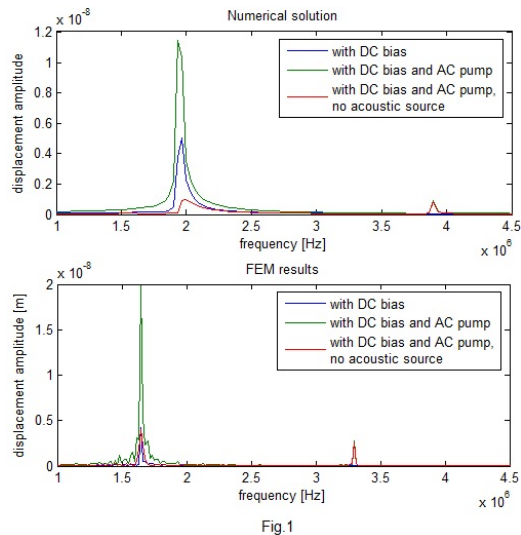 Numerical solution
x 10^-8
1.2
1
0.8
0.6
0.4
0.2
0
displacement amplitude
with DC bias
with DC bias and AC pump
with DC bias and AC pump,
no acoustic source
1 1.5 2 2.5 3 3.5 4 4.5
frequency [Hz]
x 10^6
FEM results
x 10^-8
2
1.5
1
0.5
0
displacement amplitude [m]
with DC bias
with DC bias and AC pump
with DC bias and AC pump,
no acoustic source
1 1.5 2 2.5 3 3.5 4 4.5
frequency [Hz]
x 10^6
Fig.1